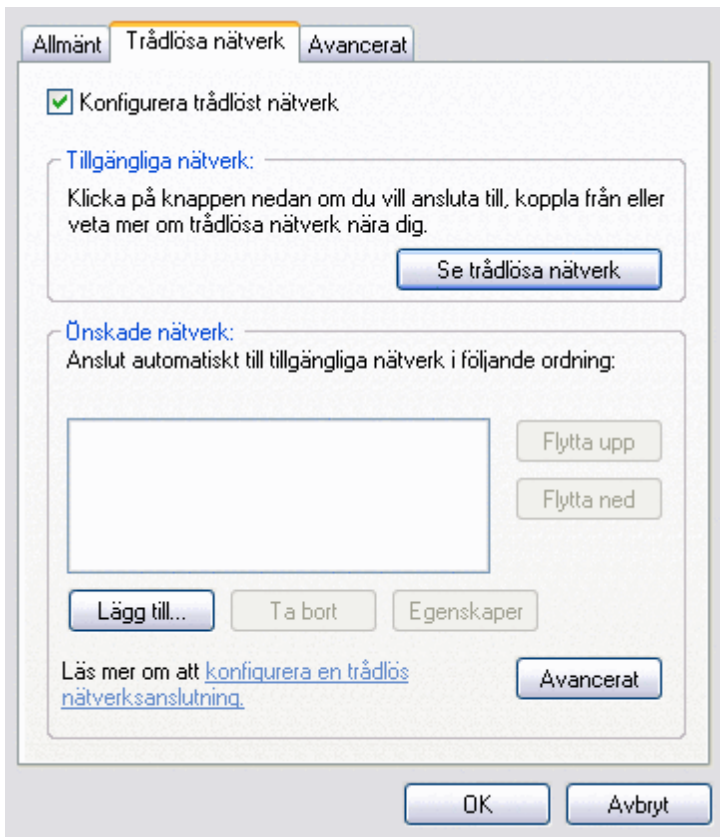 Allmänt Trådlösa nätverk Avancerat
Konfigurera trådlöst nätverk
Tillgängliga nätverk:
Klicka på knappen nedan om du vill ansluta till, koppla från eller
veta mer om trådlösa nätverk nära dig.
Se trådlösa nätverk
Önskade nätverk:
Anslut automatiskt till tillgängliga nätverk i följande ordning:
Flytta upp
Flytta ned
Lägg till... Ta bort Egenskaper
Läs mer om att konfigurera en trådlös
nätverksanslutning.
Avancerat
OK Avbryt